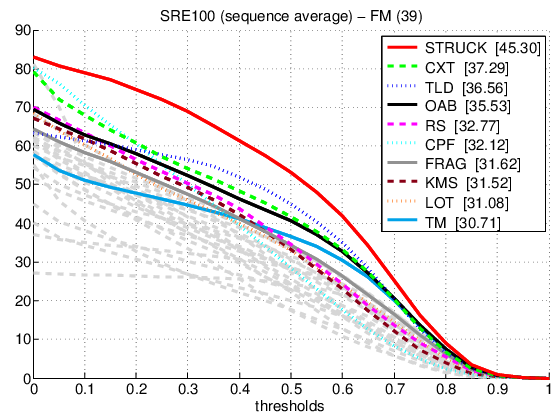 SRE100 (sequence average) – FM (39)
90
80
70
60
50
40
30
20
10
0
STRUCK [45.30]
CXT [37.29]
TLD [36.56]
OAB [35.53]
RS [32.77]
CPF [32.12]
FRAG [31.62]
KMS [31.52]
LOT [31.08]
TM [30.71]
0 0.1 0.2 0.3 0.4 0.5 0.6 0.7 0.8 0.9 1
thresholds